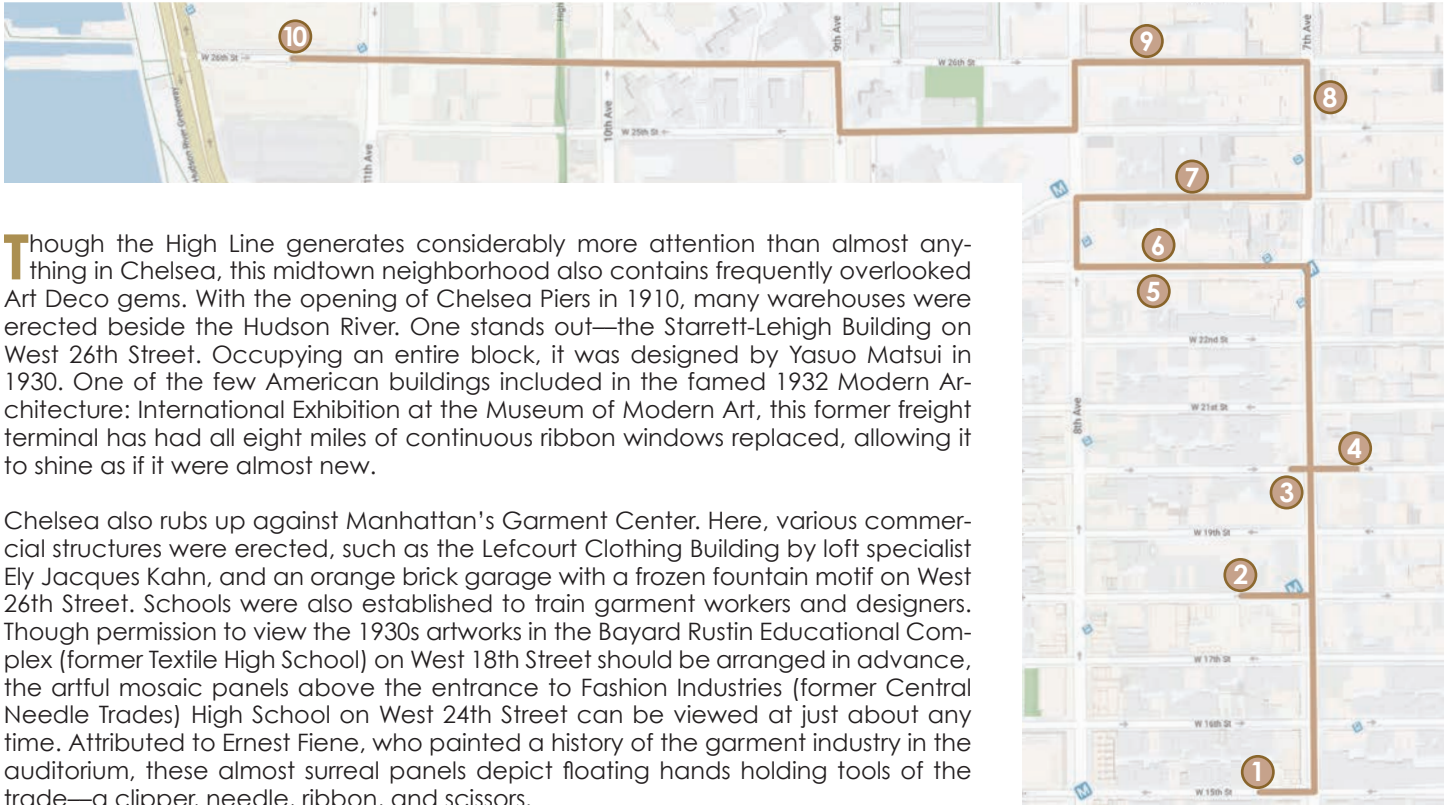 10
9
8
7
6
5
4
3
2
1
W 26th St
W 26th St
W 25th St
11th Ave
10th Ave
9th Ave
7th Ave
8th Ave
Hudson River Greenway
High
M
M
M
M
W 22nd St
W 21st St
W 19th St
W 17th St
W 16th St
W 15th St
Though the High Line generates considerably more attention than almost any-
thing in Chelsea, this midtown neighborhood also contains frequently overlooked
Art Deco gems. With the opening of Chelsea Piers in 1910, many warehouses were
erected beside the Hudson River. One stands out—the Starrett-Lehigh Building on
West 26th Street. Occupying an entire block, it was designed by Yasuo Matsui in
1930. One of the few American buildings included in the famed 1932 Modern Ar-
chitecture: International Exhibition at the Museum of Modern Art, this former freight
terminal has had all eight miles of continuous ribbon windows replaced, allowing it
to shine as if it were almost new.
Chelsea also rubs up against Manhattan’s Garment Center. Here, various commer-
cial structures were erected, such as the Lefcourt Clothing Building by loft specialist
Ely Jacques Kahn, and an orange brick garage with a frozen fountain motif on West
26th Street. Schools were also established to train garment workers and designers.
Though permission to view the 1930s artworks in the Bayard Rustin Educational Com-
plex (former Textile High School) on West 18th Street should be arranged in advance,
the artful mosaic panels above the entrance to Fashion Industries (former Central
Needle Trades) High School on West 24th Street can be viewed at just about any
time. Attributed to Ernest Fiene, who painted a history of the garment industry in the
auditorium, these almost surreal panels depict floating hands holding tools of the
trade—a clipper, needle, ribbon, and scissors.